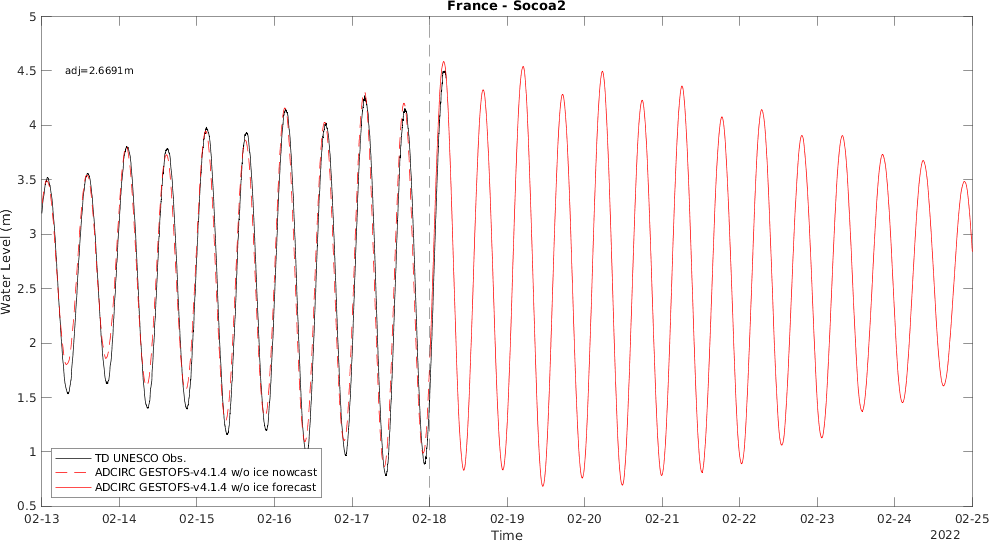 France - Socoa2
adj=2.6691m
Water Level (m)
5
4.5
4
3.5
3
2.5
2
1.5
1
0.5
TD UNESCO Obs.
ADCIRC GESTOFS-v4.1.4 w/o ice nowcast
ADCIRC GESTOFS-v4.1.4 w/o ice forecast
02-13 02-14 02-15 02-16 02-17 02-18 02-19 02-20 02-21 02-22 02-23 02-24 02-25
Time
2022